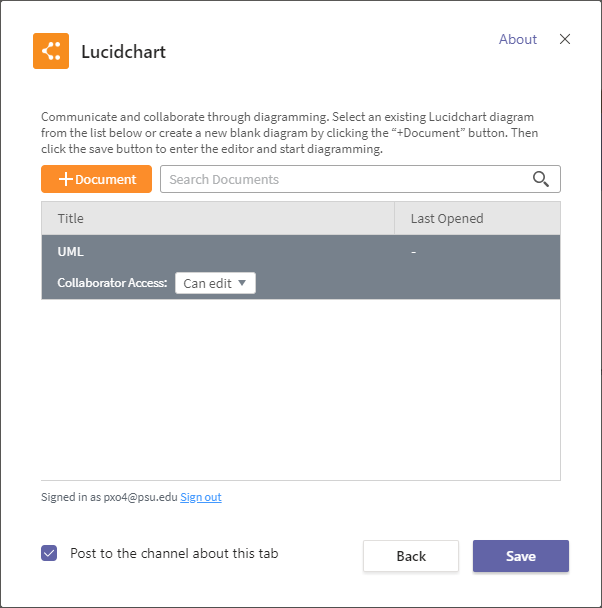 Lucidchart
About
Communicate and collaborate through diagramming. Select an existing Lucidchart diagram
from the list below or create a new blank diagram by clicking the “+Document” button. Then
click the save button to enter the editor and start diagramming.
+Document
Search Documents
Title Last Opened
UML -
Collaborator Access: Can edit
Signed in as pxo4@psu.edu Sign out
Post to the channel about this tab
Back
Save